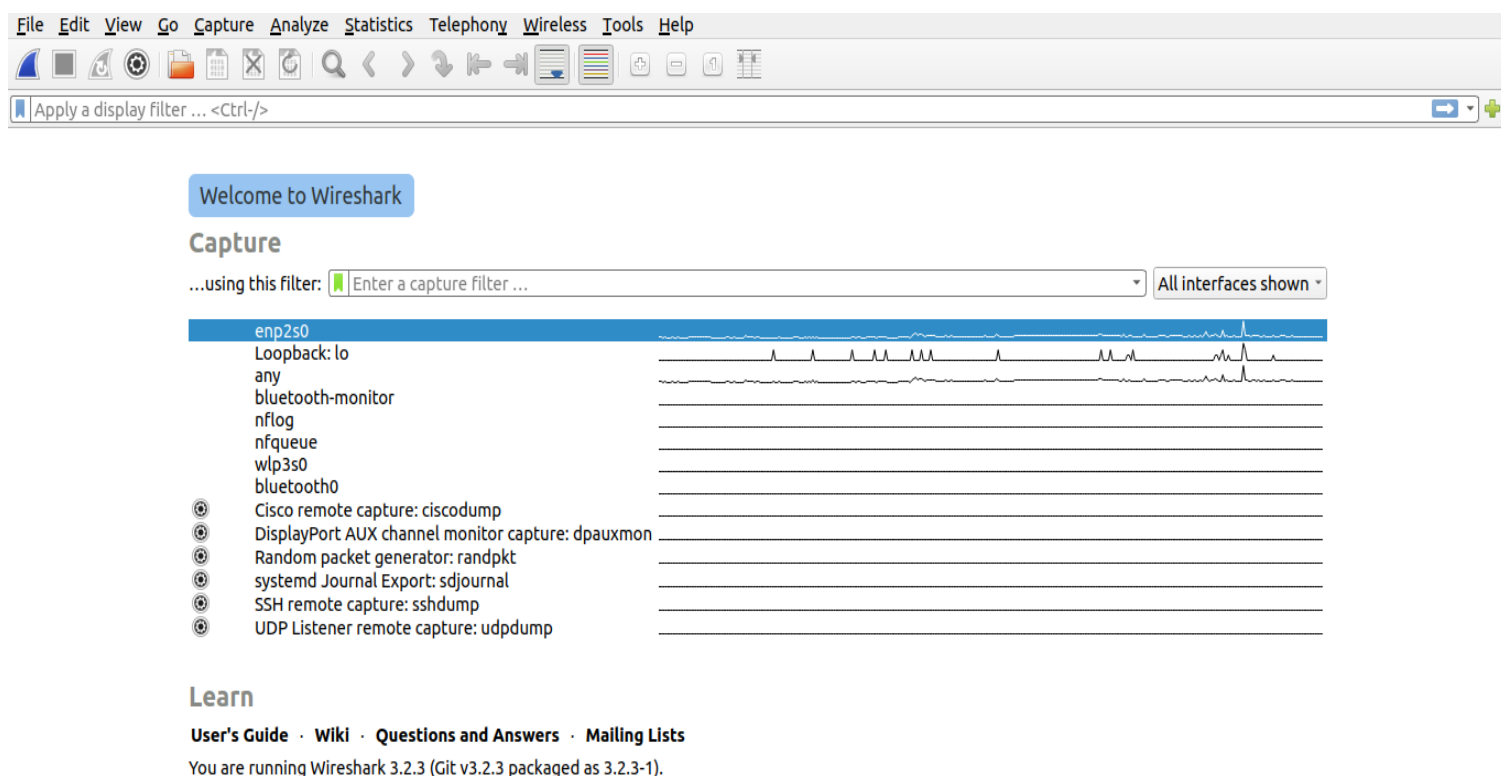 File Edit View Go Capture Analyze Statistics Telephony Wireless Tools Help
Apply a display filter ... <Ctrl-/>
Welcome to Wireshark
Capture
...using this filter: Enter a capture filter ... All interfaces shown
enp2s0
Loopback: lo
any
bluetooth-monitor
nflog
nfqueue
wlp3s0
bluetooth0
Cisco remote capture: ciscodump
DisplayPort AUX channel monitor capture: dpauxmon
Random packet generator: randpkt
systemd Journal Export: sdjournal
SSH remote capture: sshdump
UDP Listener remote capture: udpdump
Learn
User's Guide · Wiki · Questions and Answers · Mailing Lists
You are running Wireshark 3.2.3 (Git v3.2.3 packaged as 3.2.3-1).